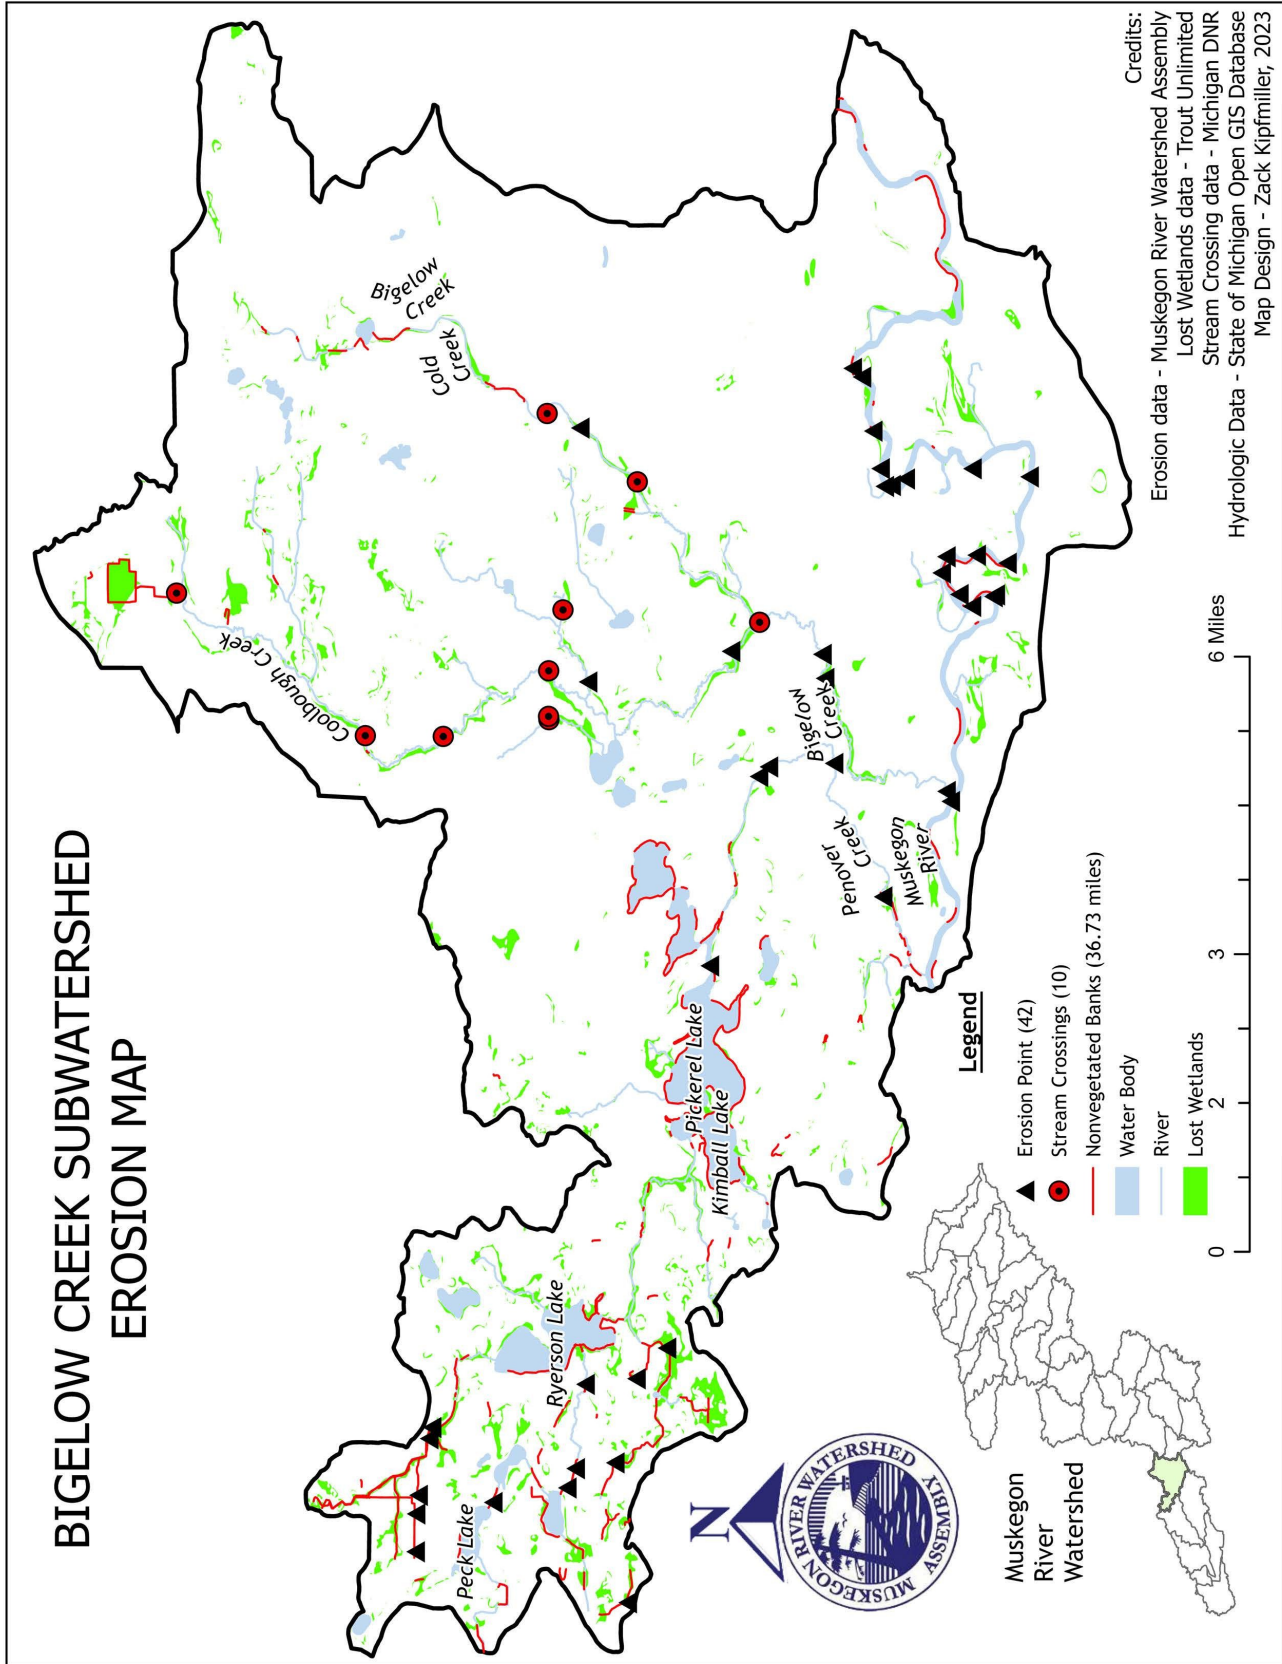 BIGELOW CREEK SUBWATERSHED
EROSION MAP
Coolbough Creek
Bigelow
Creek
Cold
Creek
Peck Lake
Ryerson Lake
Pickerel Lake
Kimball Lake
Bigelow
Creek
Penoyer
Creek
Muskegon
River
N
MUSKEGON RIVER WATERSHED
ASSEMBLY
Muskegon
River
Watershed
Legend
Erosion Point (42)
Stream Crossings (10)
Nonvegetated Banks (36.73 miles)
Water Body
River
Lost Wetlands
0
2
3
6 Miles
Credits:
Erosion data - Muskegon River Watershed Assembly
Lost Wetlands data - Trout Unlimited
Stream Crossing data - Michigan DNR
Hydrologic Data - State of Michigan Open GIS Database
Map Design - Zack Kipfmiller, 2023